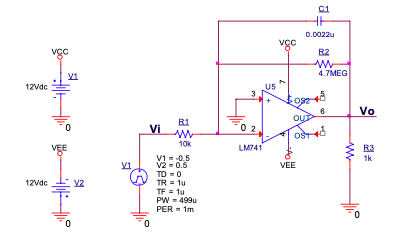 C1
0.0022u
VCC
VCC
R2
V1
4.7MEG
12Vdc
7
U5
3
+
V+
OS2
5
0
0
OUT
6
Vo
Vi
R1
2
-
OS1
1
VEE
10k
LM741
4
V-
R3
1k
V1
V1 = -0.5
V2 = 0.5
TD = 0
TR = 1u
TF = 1u
PW = 499u
PER = 1m
VEE
12Vdc
V2
0
0
0